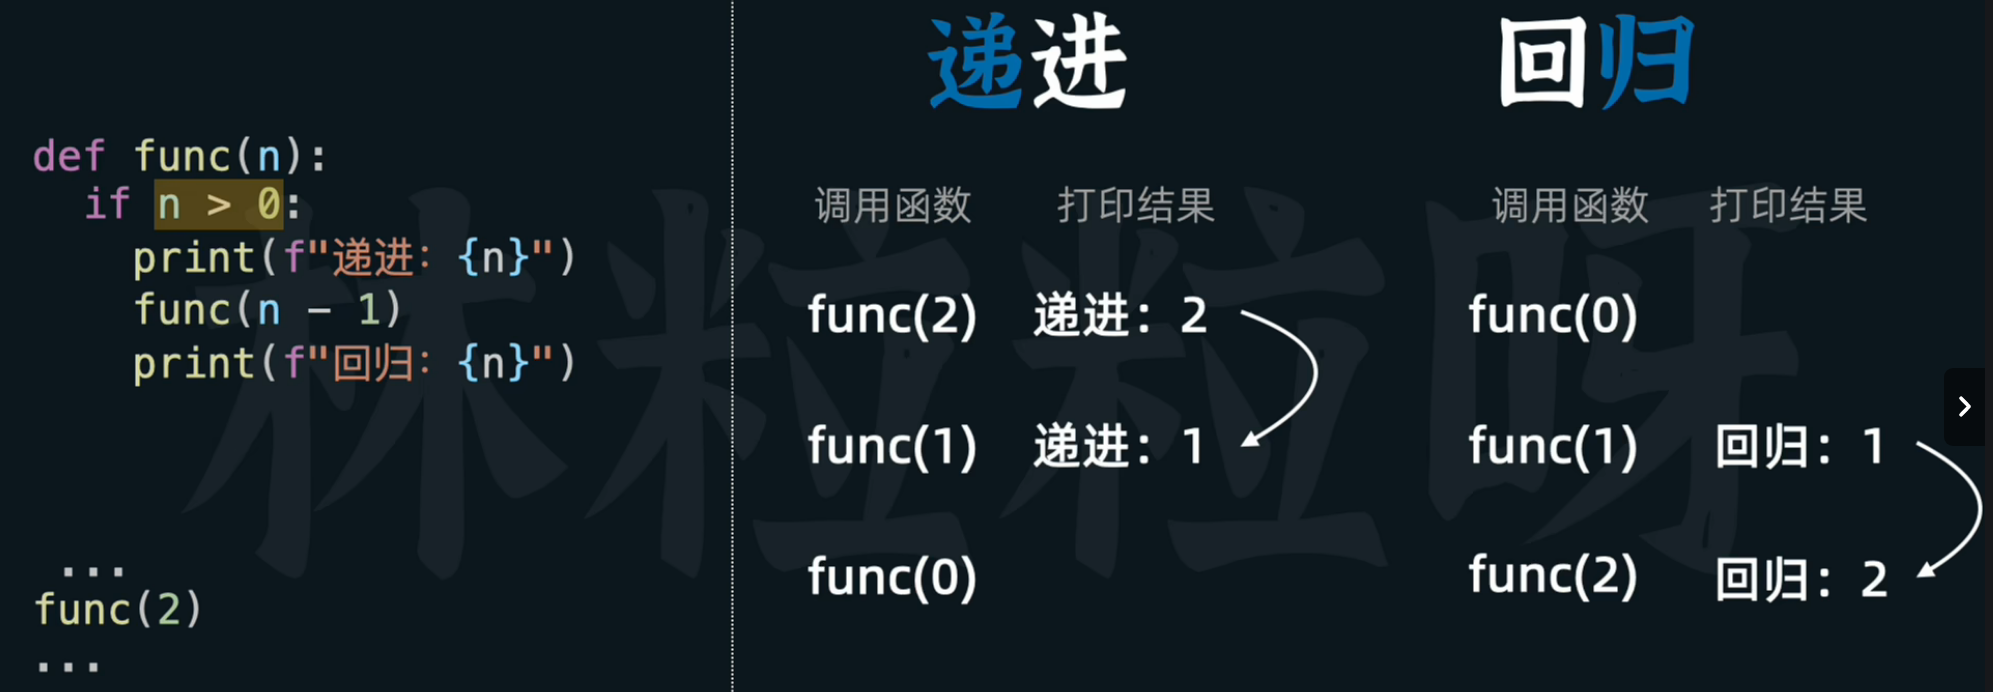 def func(n):
if n > 0:
print(f"递进：{n}")
func(n - 1)
print(f"回归：{n}")
...
func(2)
...
递进
调用函数 打印结果
func(2) 递进：2
func(1) 递进：1
func(0)
回归
调用函数 打印结果
func(0)
func(1) 回归：1
func(2) 回归：2
林粒粒呀